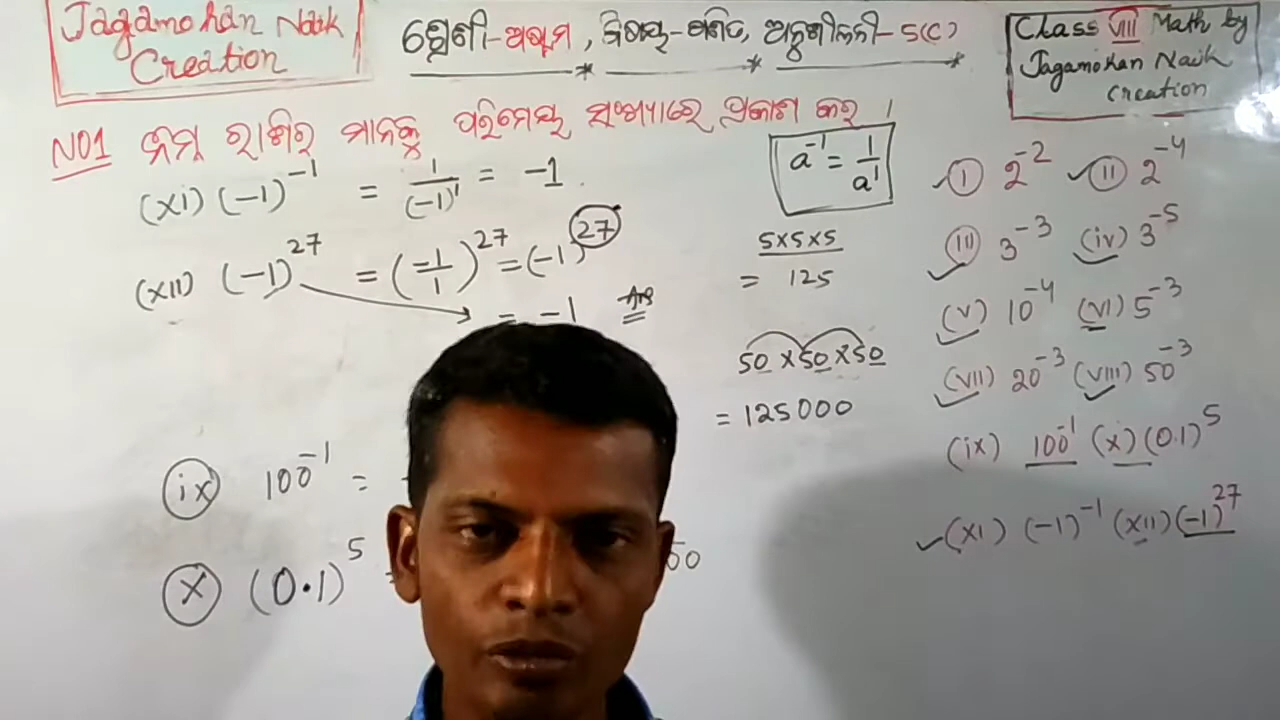 Jagamohan Naik
Creation
ଶ୍ରେଣୀ-ଅଷ୍ଟମ, ବିଷୟ-ଗଣିତ, ଅନୁଶୀଳନୀ-5(C)
Class VIII Math by
Jagamohan Naik
Creation
NO1 ନିମ୍ନ ରାଶିର ମାନକୁ ପରିମେୟ ସଂଖ୍ୟାରେ ପ୍ରକାଶ କର ।
(XI) (-1)⁻¹ = 1/(-1)¹ = -1
(XII) (-1)²⁷ = (-1/1)²⁷ = (-1)²⁷
= -1 Ans
(ix) 100⁻¹ =
(X) (0.1)⁵
a⁻¹ = 1/a¹
5×5×5
= 125
50×50×50
= 125000
(I) 2⁻² (II) 2⁻⁴
(III) 3⁻³ (iv) 3⁻⁵
(V) 10⁻⁴ (VI) 5⁻³
(VII) 20⁻³ (VIII) 50⁻³
(ix) 100⁻¹ (x) (0.1)⁵
(XI) (-1)⁻¹ (XII) (-1)²⁷